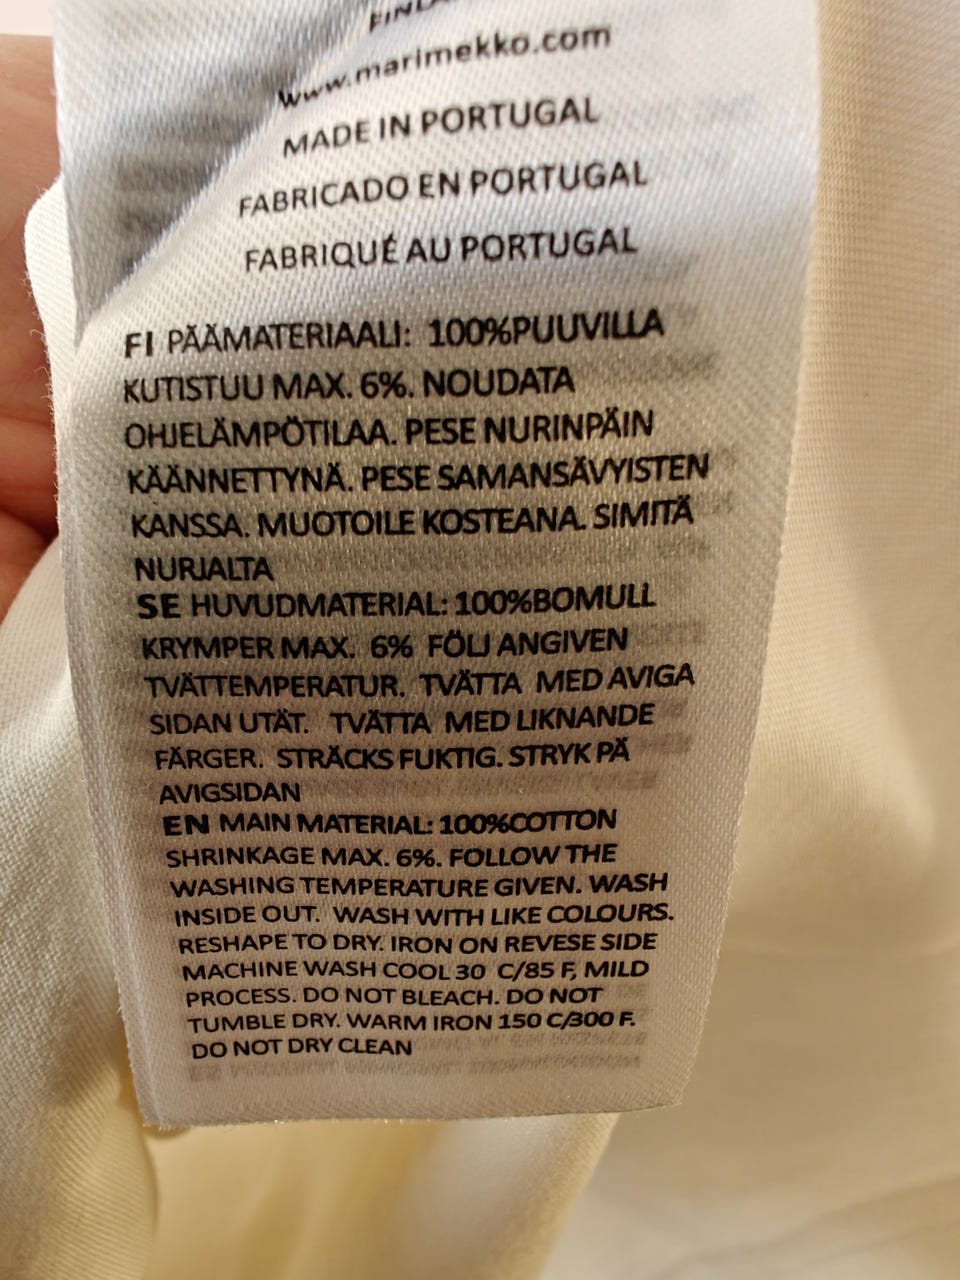 www.marimekko.com
MADE IN PORTUGAL
FABRICADO EN PORTUGAL
FABRIQUÉ AU PORTUGAL
FI PÄÄMATERIAALI: 100%PUUVILLA
KUTISTUU MAX. 6%. NOUDATA
OHJELÄMPÖTILAA. PESE NURINPÄIN
KÄÄNNETTYNÄ. PESE SAMANSÄVYISTEN
KANSSA. MUOTOILE KOSTEANA. SIMITÄ
NURJALTA
SE HUVUDMATERIAL: 100%BOMULL
KRYMPER MAX. 6% FÖLJ ANGIVEN
TVÄTTEMPERATUR. TVÄTTA MED AVIGA
SIDAN UTÅT. TVÄTTA MED LIKNANDE
FÄRGER. STRÄCKS FUKTIG. STRYK PÅ
AVIGSIDAN
EN MAIN MATERIAL: 100%COTTON
SHRINKAGE MAX. 6%. FOLLOW THE
WASHING TEMPERATURE GIVEN. WASH
INSIDE OUT. WASH WITH LIKE COLOURS.
RESHAPE TO DRY. IRON ON REVESE SIDE
MACHINE WASH COOL 30 C/85 F, MILD
PROCESS. DO NOT BLEACH. DO NOT
TUMBLE DRY. WARM IRON 150 C/300 F.
DO NOT DRY CLEAN